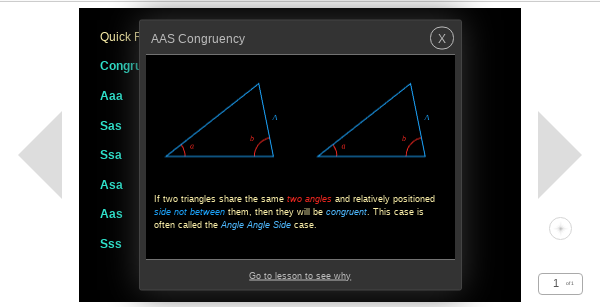 Quick
AAS Congruency
X
Aaa
Sas
Ssa
Asa
Aas
Sss
a
b
A
a
b
A
If two triangles share the same two angles and relatively positioned
side not between them, then they will be congruent. This case is
often called the Angle Angle Side case.
Go to lesson to see why
1 of 1